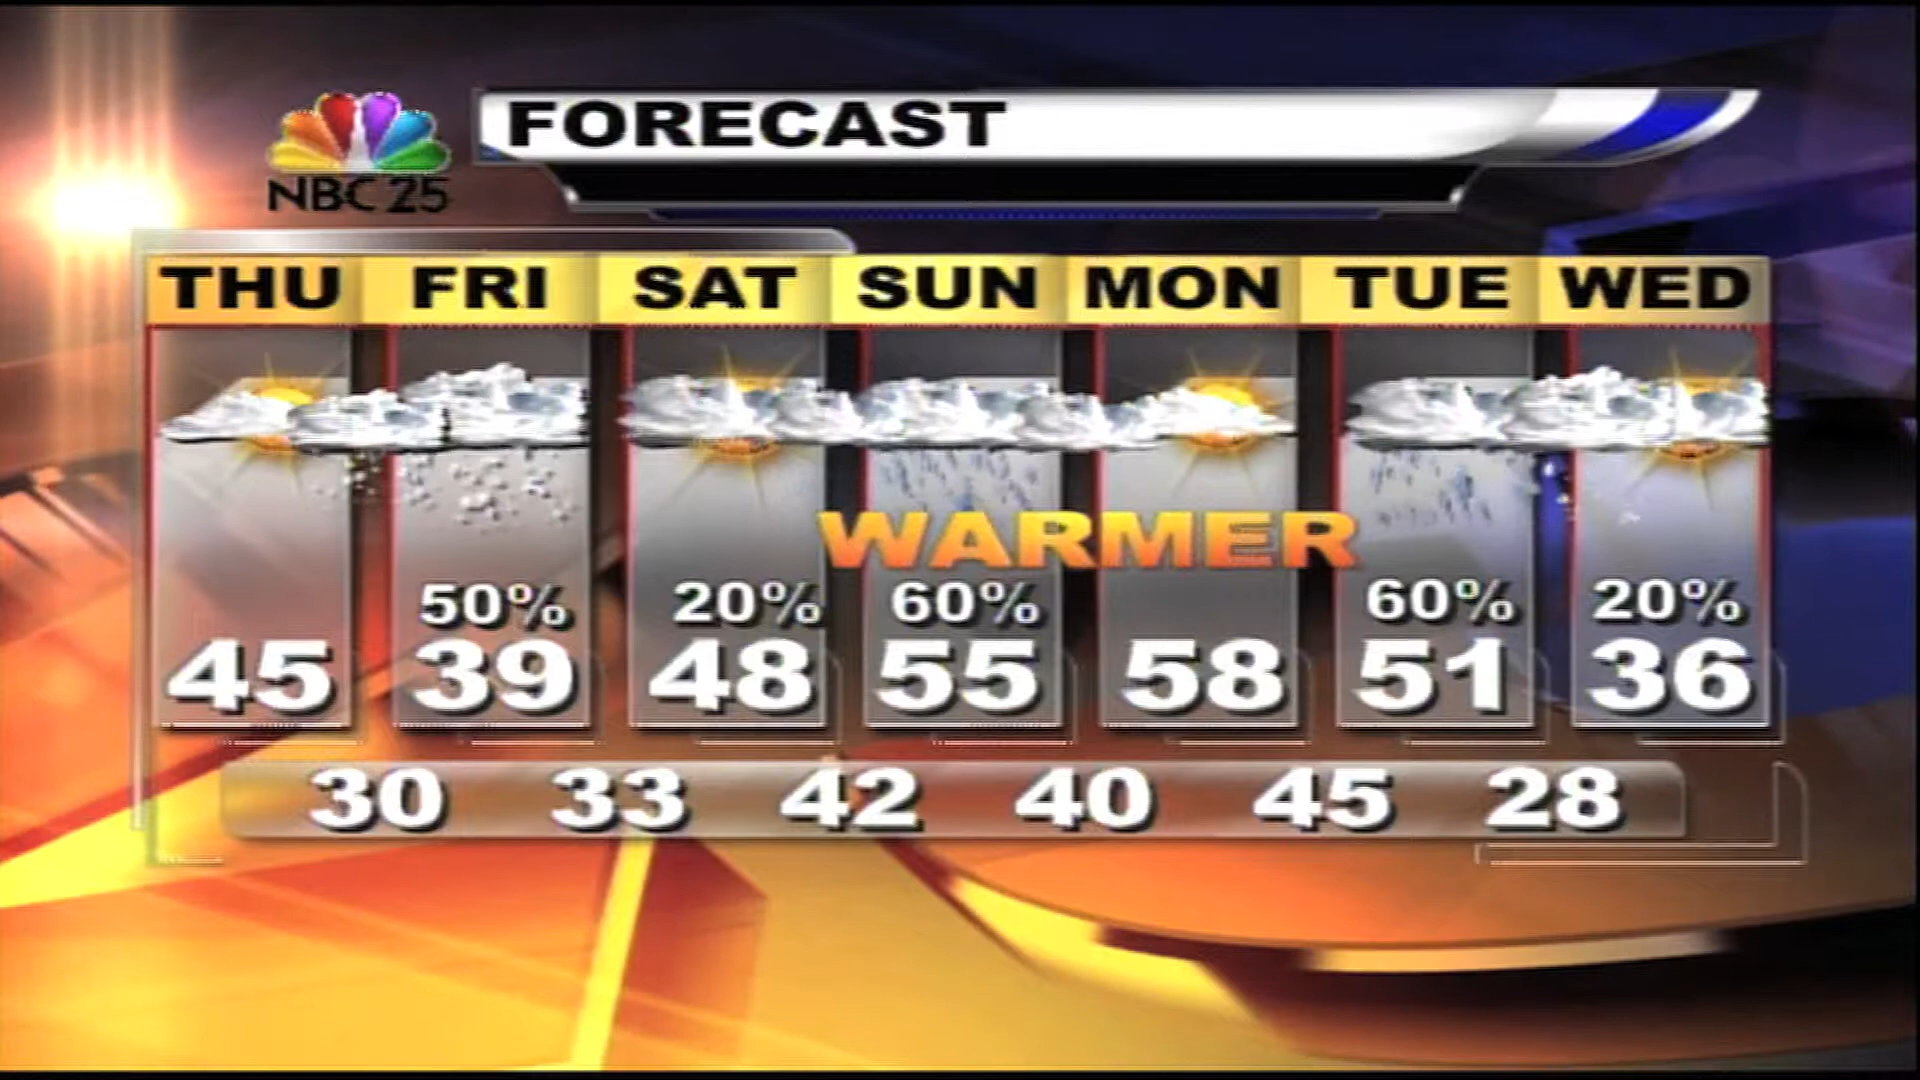 FORECAST
NBC 25
THU FRI SAT SUN MON TUE WED
WARMER
50% 20% 60% 60% 20%
45 39 48 55 58 51 36
30 33 42 40 45 28